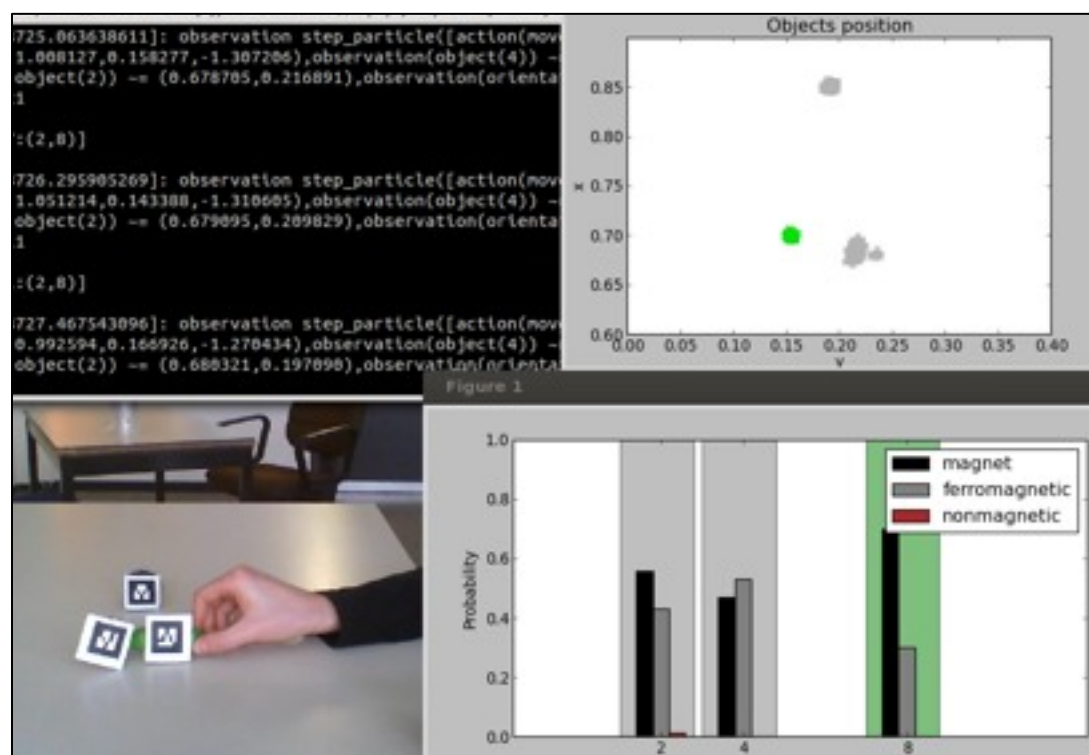 8725.063638611]: observation step_particle([action(mov
1.008127,0.158277,-1.307206),observation(object(4)) ~
object(2)) ~= (0.678705,0.216891),observation(orienta
:(2,8)]
8726.295905269]: observation step_particle([action(mov
1.051214,0.143388,-1.310605),observation(object(4)) ~
object(2)) ~= (0.679095,0.209829),observation(orienta
:(2,8)]
8727.467543096]: observation step_particle([action(mov
0.992594,0.166926,-1.270434),observation(object(4)) ~
object(2)) ~= (0.680321,0.197090),observation(orienta
Objects position
0.85
0.80
0.75
x
0.70
0.65
0.60
0.00 0.05 0.10 0.15 0.20 0.25 0.30 0.35 0.40
y
Figure 1
1.0
0.8
0.6
0.4
0.2
0.0
Probability
magnet
ferromagnetic
nonmagnetic
2 4 8